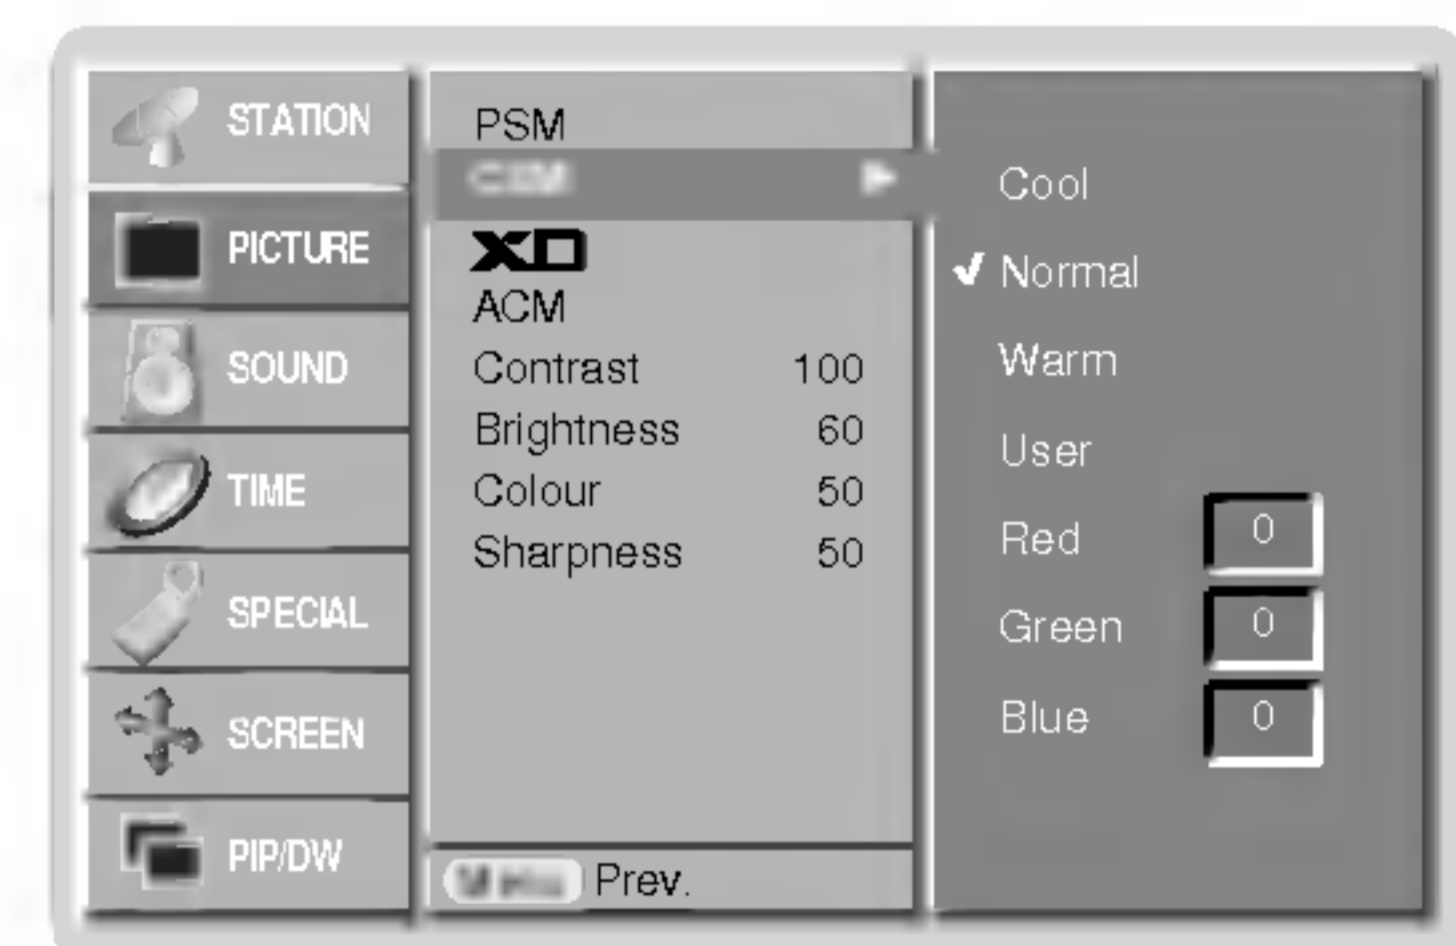 STATION
PICTURE
SOUND
TIME
SPECIAL
SCREEN
PIP/DW
PSM
XD
ACM
Contrast 100
Brightness 60
Colour 50
Sharpness 50
Prev.
Cool
✔ Normal
Warm
User
Red 0
Green 0
Blue 0